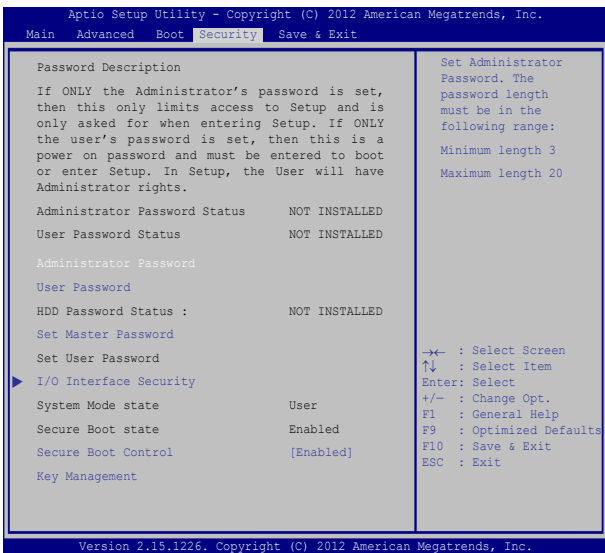 Aptio Setup Utility - Copyright (C) 2012 American Megatrends, Inc.
Main Advanced Boot Security Save & Exit
Password Description
If ONLY the Administrator's password is set,
then this only limits access to Setup and is
only asked for when entering Setup. If ONLY
the user's password is set, then this is a
power on password and must be entered to boot
or enter Setup. In Setup, the User will have
Administrator rights.
Administrator Password Status NOT INSTALLED
User Password Status NOT INSTALLED
Administrator Password
User Password
HDD Password Status : NOT INSTALLED
Set Master Password
Set User Password
I/O Interface Security
System Mode state User
Secure Boot state Enabled
Secure Boot Control [Enabled]
Key Management
Set Administrator
Password. The
password length
must be in the
following range:
Minimum length 3
Maximum length 20
→← : Select Screen
↑↓ : Select Item
Enter: Select
+/— : Change Opt.
F1 : General Help
F9 : Optimized Defaults
F10 : Save & Exit
ESC : Exit
Version 2.15.1226. Copyright (C) 2012 American Megatrends, Inc.